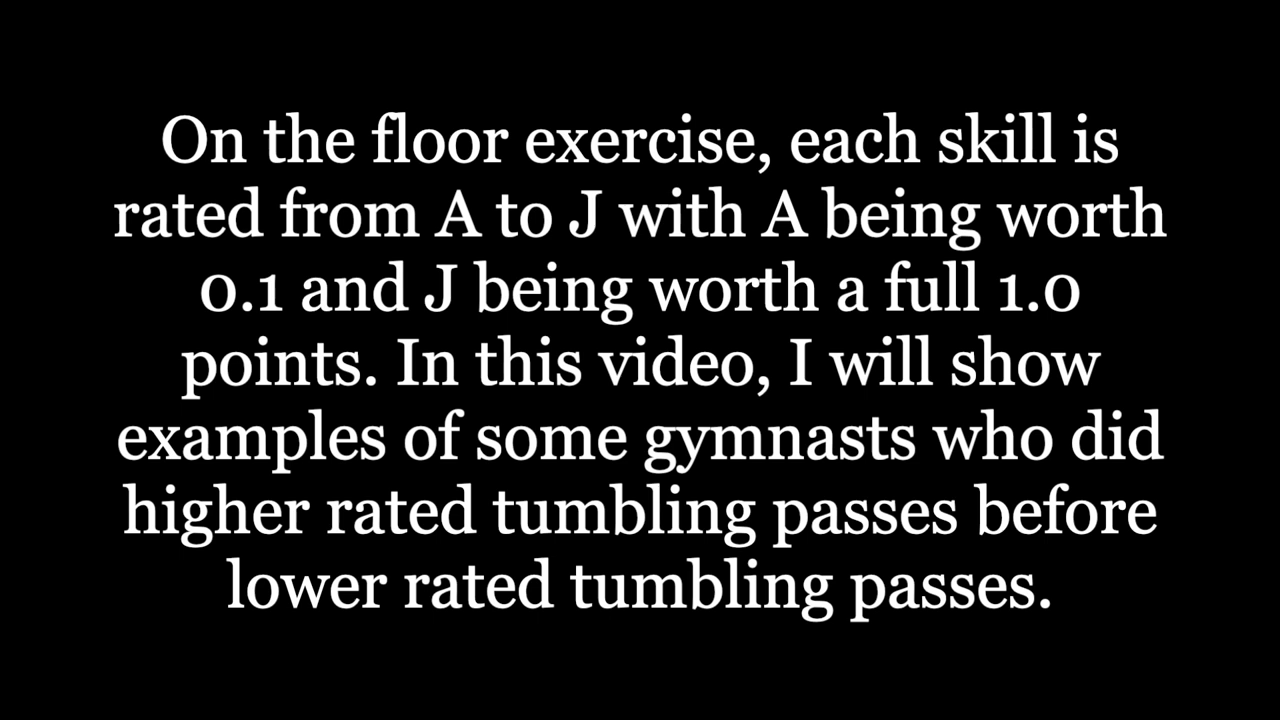 On the floor exercise, each skill is
rated from A to J with A being worth
0.1 and J being worth a full 1.0
points. In this video, I will show
examples of some gymnasts who did
higher rated tumbling passes before
lower rated tumbling passes.